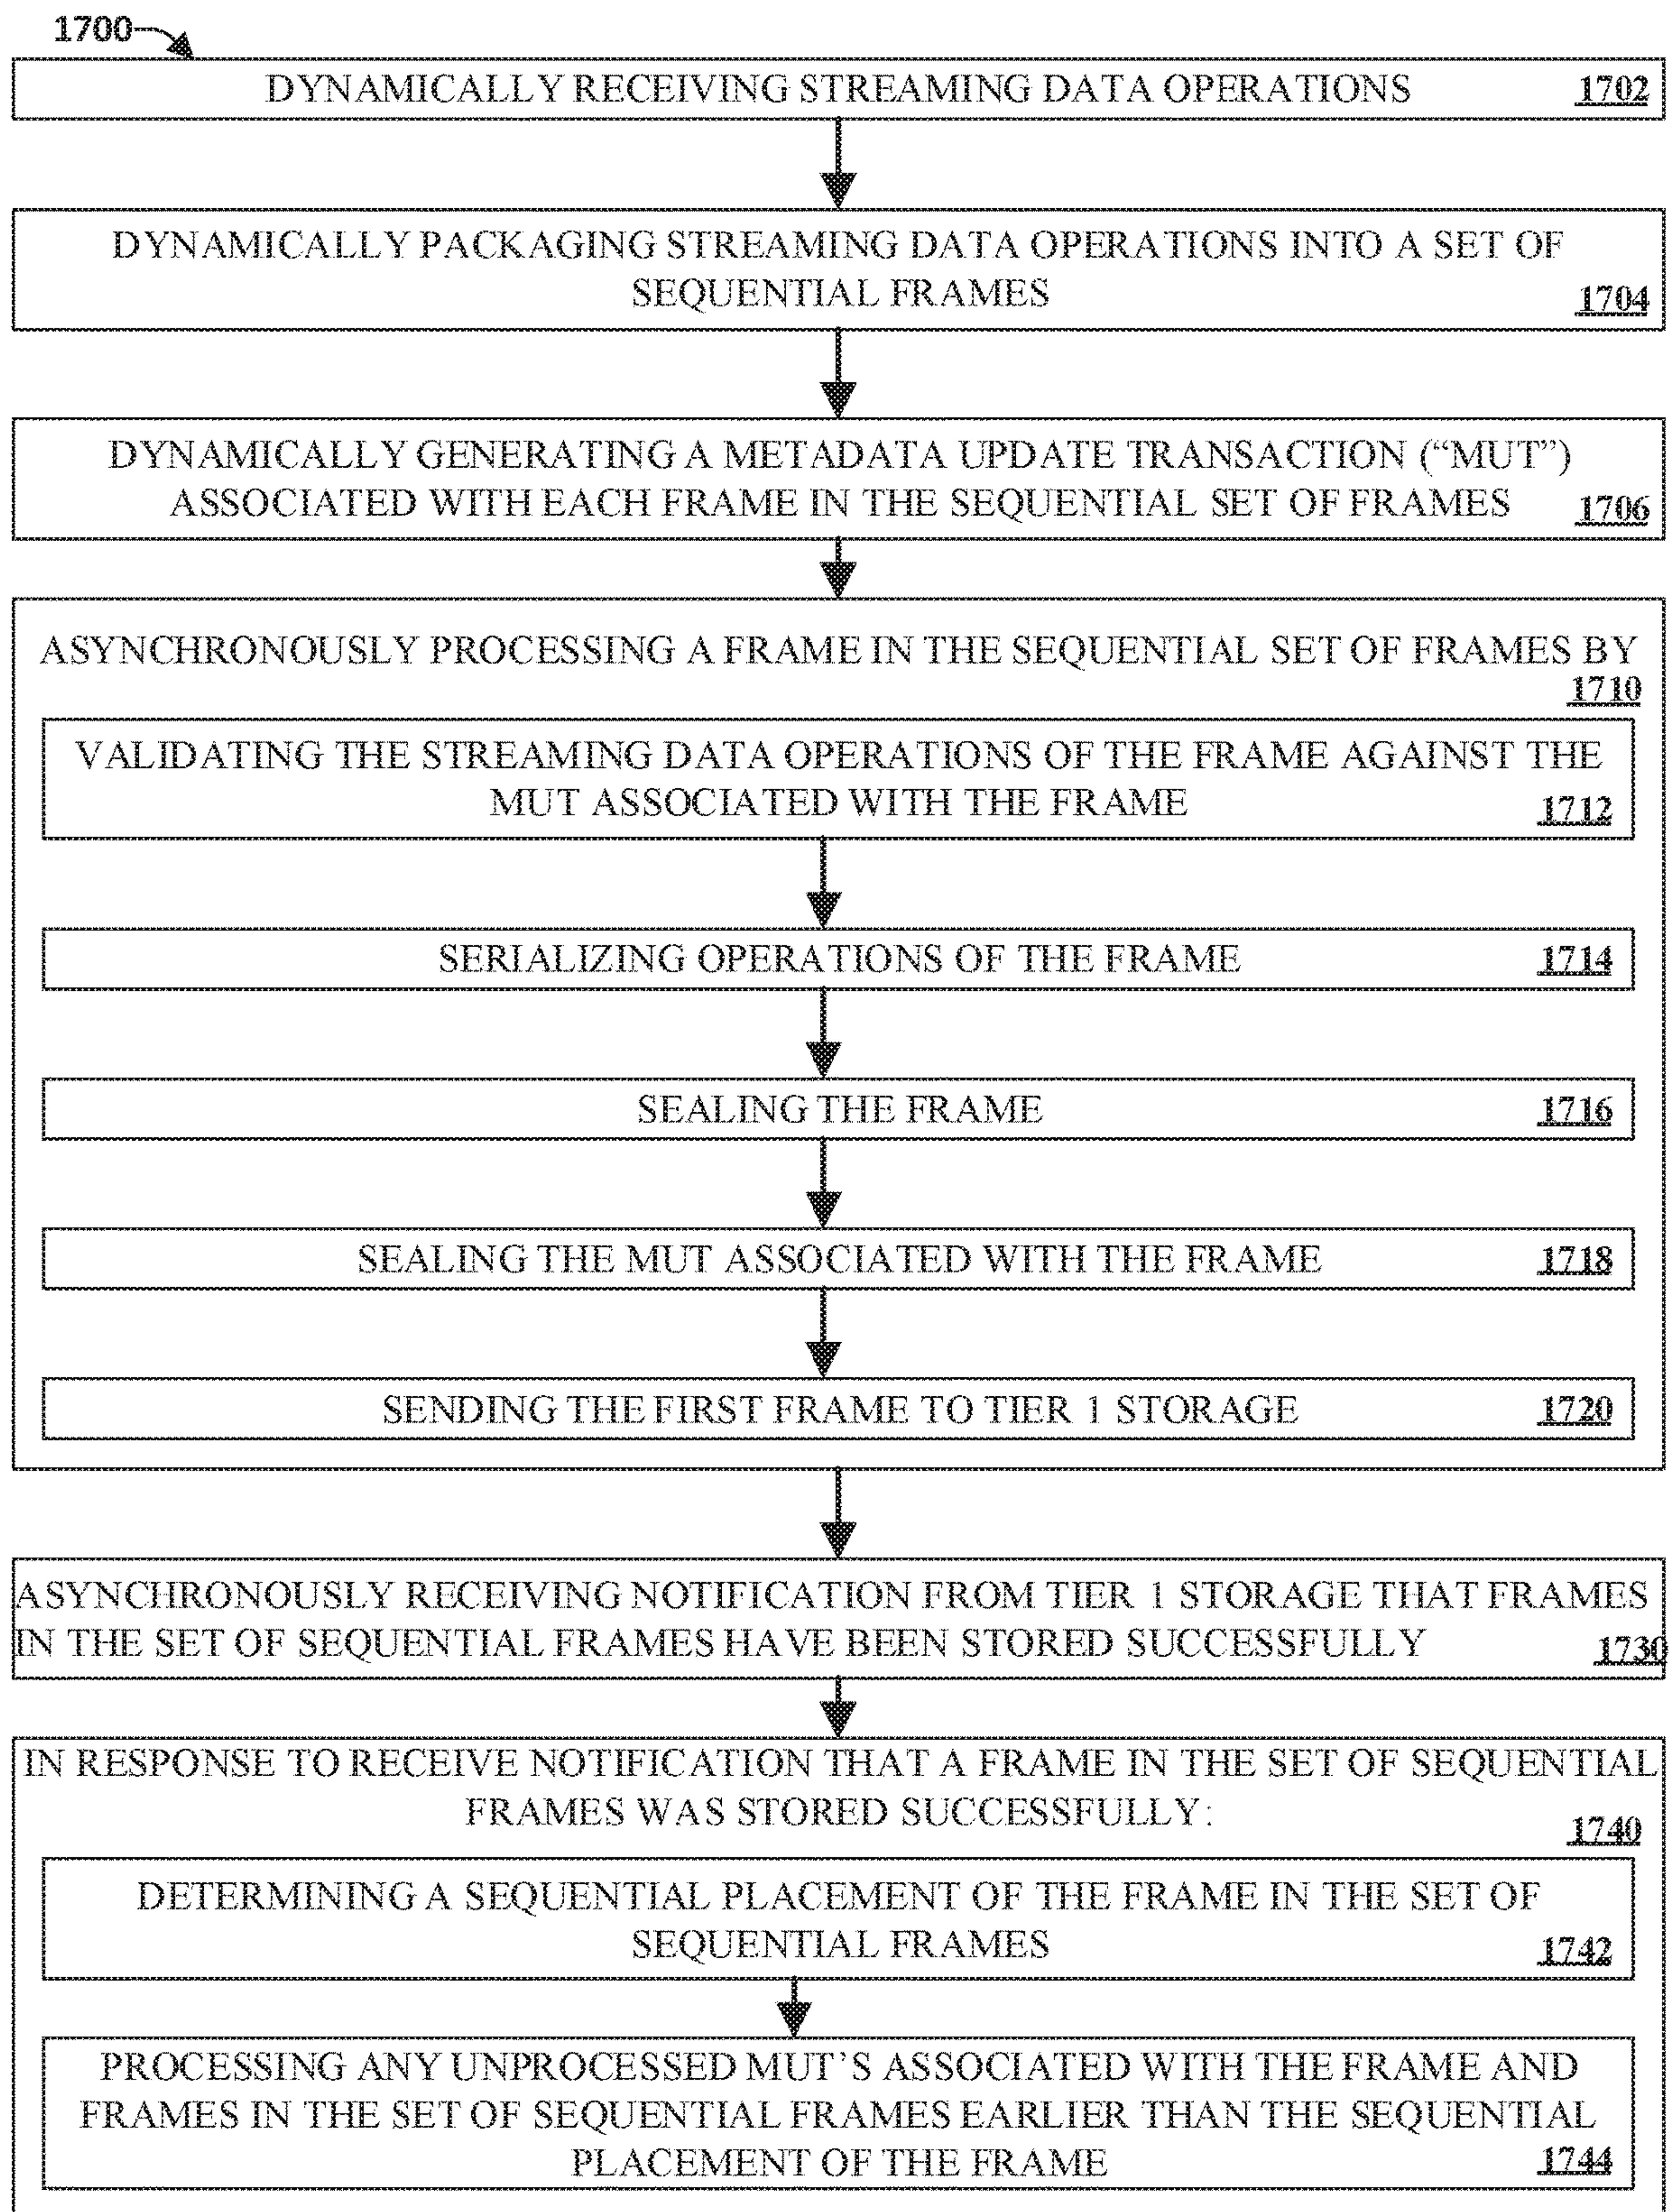 1700
DYNAMICALLY RECEIVING STREAMING DATA OPERATIONS 1702
DYNAMICALLY PACKAGING STREAMING DATA OPERATIONS INTO A SET OF
SEQUENTIAL FRAMES 1704
DYNAMICALLY GENERATING A METADATA UPDATE TRANSACTION (“MUT”)
ASSOCIATED WITH EACH FRAME IN THE SEQUENTIAL SET OF FRAMES 1706
ASYNCHRONOUSLY PROCESSING A FRAME IN THE SEQUENTIAL SET OF FRAMES BY
1710
VALIDATING THE STREAMING DATA OPERATIONS OF THE FRAME AGAINST THE
MUT ASSOCIATED WITH THE FRAME 1712
SERIALIZING OPERATIONS OF THE FRAME 1714
SEALING THE FRAME 1716
SEALING THE MUT ASSOCIATED WITH THE FRAME 1718
SENDING THE FIRST FRAME TO TIER 1 STORAGE 1720
ASYNCHRONOUSLY RECEIVING NOTIFICATION FROM TIER 1 STORAGE THAT FRAMES
IN THE SET OF SEQUENTIAL FRAMES HAVE BEEN STORED SUCCESSFULLY 1730
IN RESPONSE TO RECEIVE NOTIFICATION THAT A FRAME IN THE SET OF SEQUENTIAL
FRAMES WAS STORED SUCCESSFULLY: 1740
DETERMINING A SEQUENTIAL PLACEMENT OF THE FRAME IN THE SET OF
SEQUENTIAL FRAMES 1742
PROCESSING ANY UNPROCESSED MUT’S ASSOCIATED WITH THE FRAME AND
FRAMES IN THE SET OF SEQUENTIAL FRAMES EARLIER THAN THE SEQUENTIAL
PLACEMENT OF THE FRAME 1744